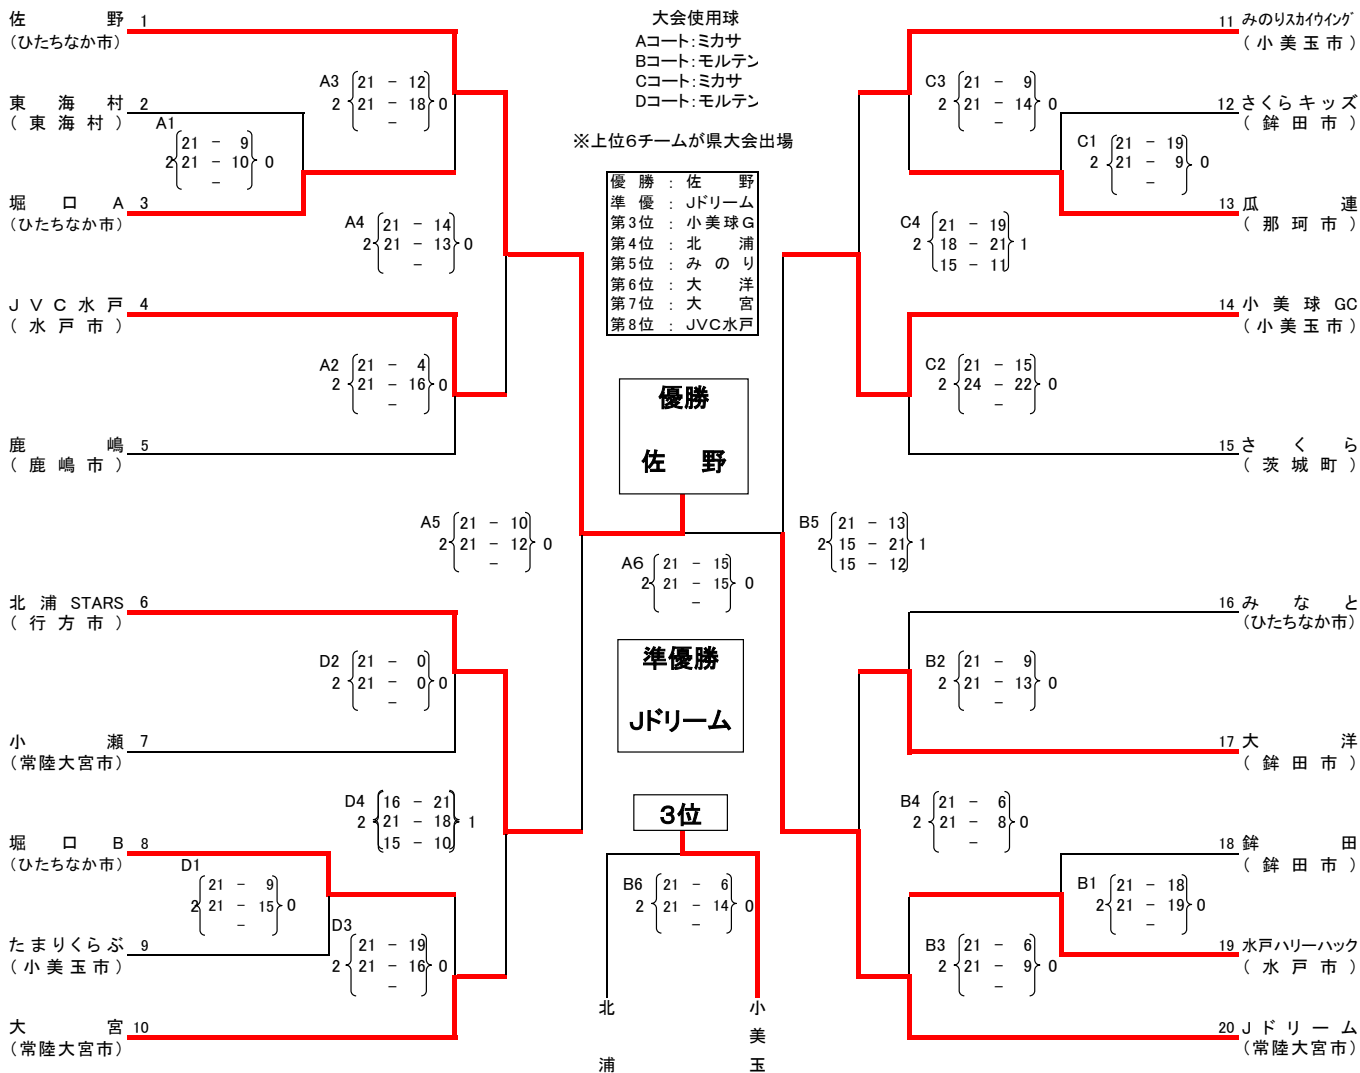 佐野 1
(ひたちなか市)
東海村 2
( 東海村 )
堀口A 3
(ひたちなか市)
JVC水戸 4
( 水戸市 )
鹿嶋 5
( 鹿嶋市 )
北浦 STARS 6
( 行方市 )
小瀬 7
(常陸大宮市)
堀口B 8
(ひたちなか市)
たまりくらぶ 9
( 小美玉市 )
大宮 10
(常陸大宮市)
A1
21 - 9
2 21 - 10 0
-
A3 21 - 12
2 21 - 18 0
-
A4 21 - 14
2 21 - 13 0
-
A2 21 - 4
2 21 - 16 0
-
A5 21 - 10
2 21 - 12 0
-
D2 21 - 0
2 21 - 0 0
-
D4 16 - 21
2 21 - 18 1
15 - 10
D1
21 - 9
2 21 - 15 0
-
D3
21 - 19
2 21 - 16 0
-
大会使用球
Aコート:ミカサ
Bコート:モルテン
Cコート:ミカサ
Dコート:モルテン
※上位6チームが県大会出場
優勝 : 佐野
準優 : Jドリーム
第3位 : 小美球G
第4位 : 北浦
第5位 : みのり
第6位 : 大洋
第7位 : 大宮
第8位 : JVC水戸
優勝
佐 野
A6 21 - 15
2 21 - 15 0
-
準優勝
Jドリーム
3位
B6 21 - 6
2 21 - 14 0
-
北浦
小美玉
C3 21 - 9
2 21 - 14 0
-
C1 21 - 19
2 21 - 9 0
-
C4 21 - 19
2 18 - 21 1
15 - 11
C2 21 - 15
2 24 - 22 0
-
B5 21 - 13
2 15 - 21 1
15 - 12
B2 21 - 9
2 21 - 13 0
-
B4 21 - 6
2 21 - 8 0
-
B1 21 - 18
2 21 - 19 0
-
B3 21 - 6
2 21 - 9 0
-
11 みのりスカイウイング
( 小美玉市 )
12 さくらキッズ
( 鉾田市 )
13 瓜連
( 那珂市 )
14 小美球GC
( 小美玉市 )
15 さくら
( 茨城町 )
16 みなと
(ひたちなか市)
17 大洋
( 鉾田市 )
18 鉾田
( 鉾田市 )
19 水戸ハリーハック
( 水戸市 )
20 Jドリーム
(常陸大宮市)